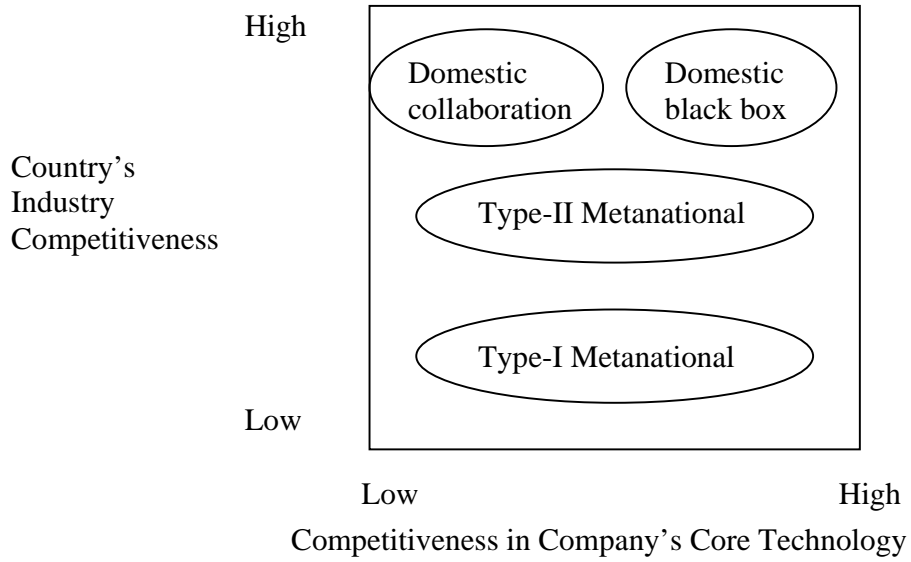 High
Domestic
collaboration
Domestic
black box
Country’s
Industry
Competitiveness
Type-II Metanational
Type-I Metanational
Low
Low
High
Competitiveness in Company’s Core Technology